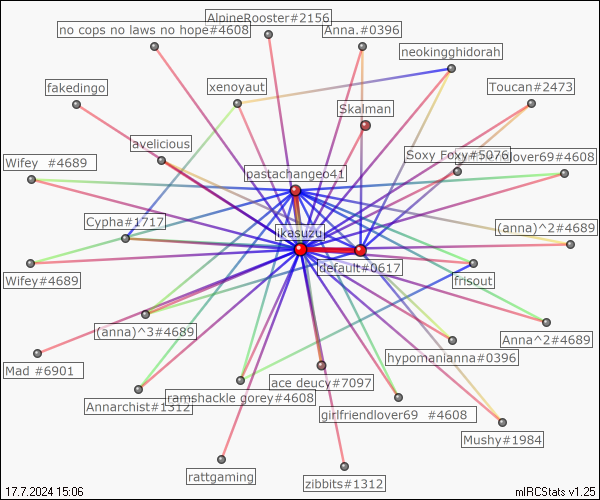 AlpineRooster#2156
no cops no laws no hope#4608
Anna.#0396
neokingghidorah
fakedingo
xenoyaut
Toucan#2473
Skalman
avelicious
Soxy Foxy#5076
lover69#4608
Wifey  #4689
pastachangeo41
Cypha#1717
ikasuzu
(anna)^2#4689
default#0617
Wifey#4689
frisout
(anna)^3#4689
Anna^2#4689
hypomanianna#0396
Mad #6901
ace deucy#7097
ramshackle gorey#4608
Annarchist#1312
girlfriendlover69  #4608
Mushy#1984
rattgaming
zibbits#1312
17.7.2024 15:06
mIRCStats v1.25